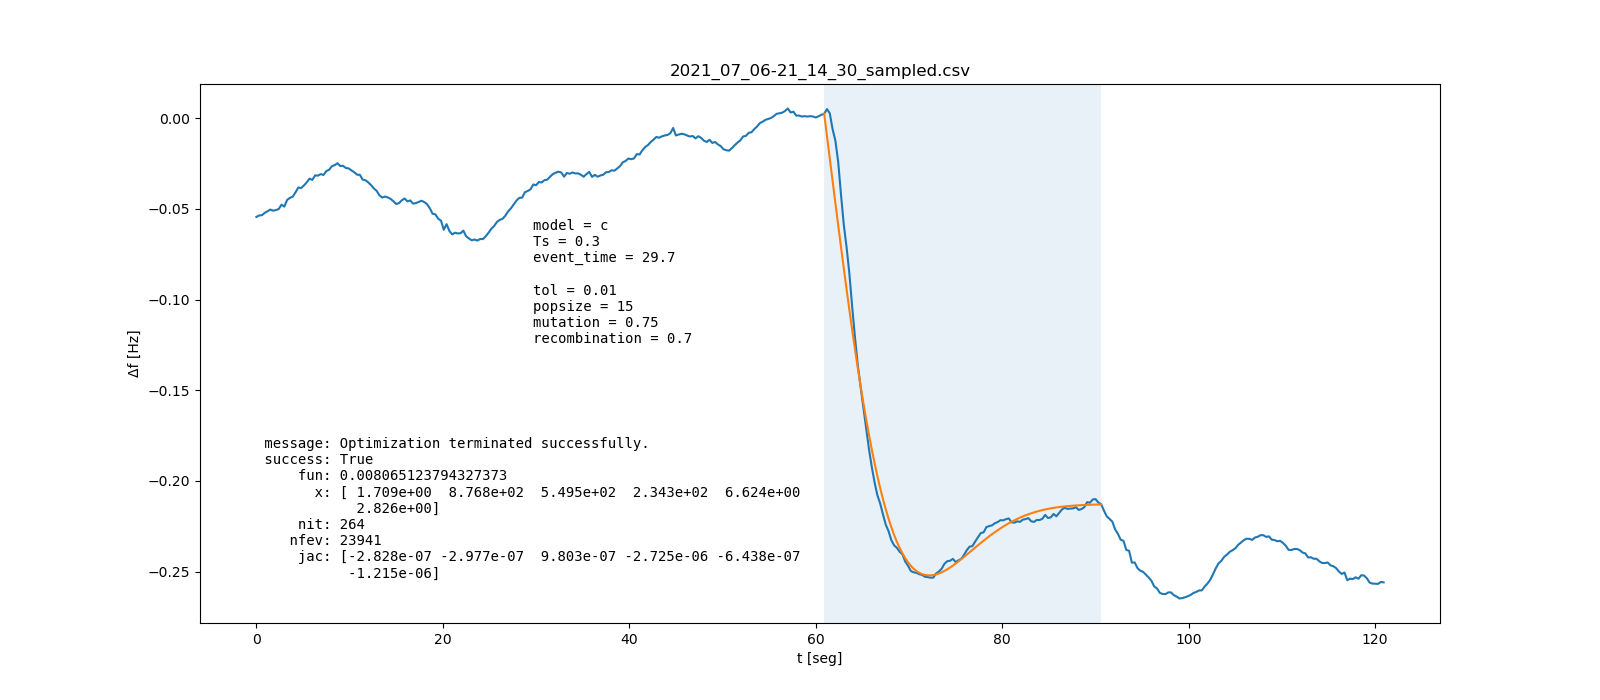 2021_07_06-21_14_30_sampled.csv
0.00
−0.05
−0.10
−0.15
−0.20
−0.25
Δf [Hz]
model = c
Ts = 0.3
event_time = 29.7
tol = 0.01
popsize = 15
mutation = 0.75
recombination = 0.7
message: Optimization terminated successfully.
success: True
fun: 0.008065123794327373
x: [ 1.709e+00  8.768e+02  5.495e+02  2.343e+02  6.624e+00
2.826e+00]
nit: 264
nfev: 23941
jac: [-2.828e-07 -2.977e-07  9.803e-07 -2.725e-06 -6.438e-07
-1.215e-06]
0 20 40 60 80 100 120
t [seg]